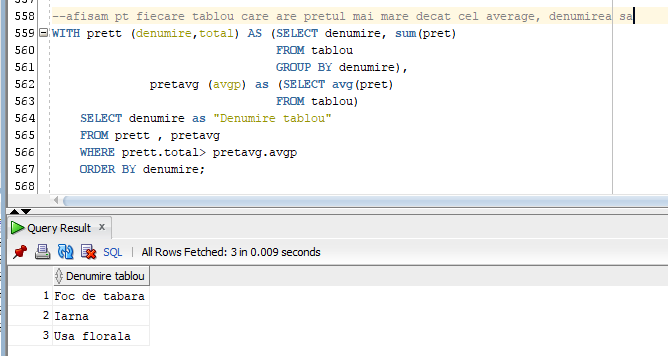 558 --afisam pt fiecare tablou care are pretul mai mare decat cel average, denumirea sa
559 WITH prett (denumire,total) AS (SELECT denumire, sum(pret)
560 FROM tablou
561 GROUP BY denumire),
562 pretavg (avgp) as (SELECT avg(pret)
563 FROM tablou)
564 SELECT denumire as "Denumire tablou"
565 FROM prett , pretavg
566 WHERE prett.total> pretavg.avgp
567 ORDER BY denumire;
568
Query Result x
SQL | All Rows Fetched: 3 in 0.009 seconds
Denumire tablou
1 Foc de tabara
2 Iarna
3 Usa florala